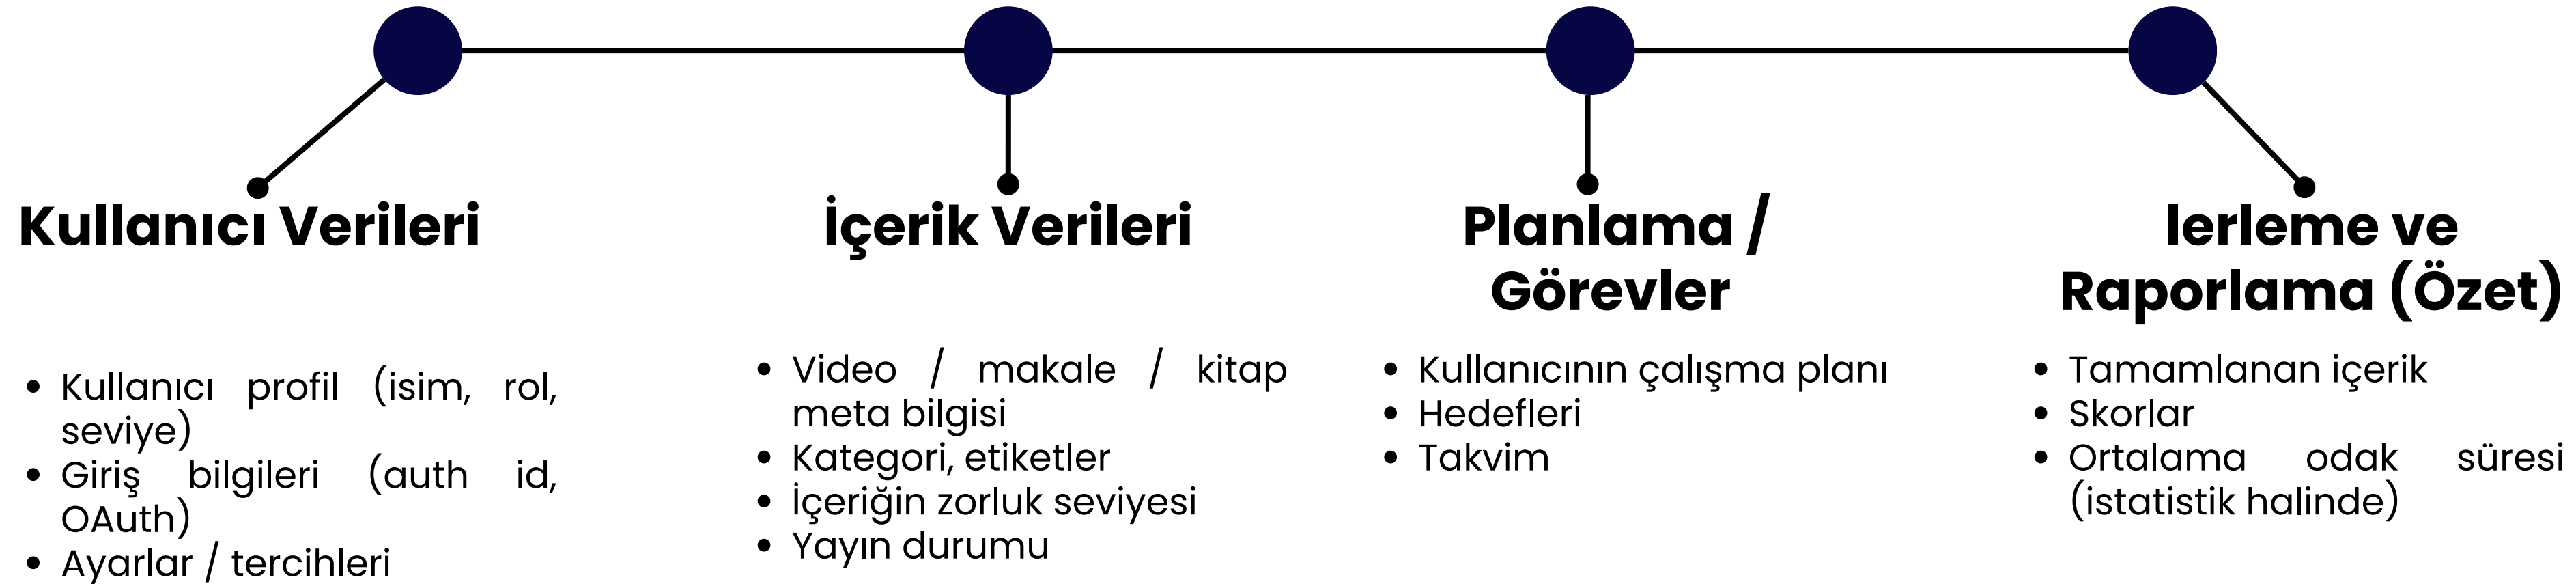 Kullanıcı Verileri
• Kullanıcı profil (isim, rol,
seviye)
• Giriş bilgileri (auth id,
OAuth)
• Ayarlar / tercihleri
İçerik Verileri
• Video / makale / kitap
meta bilgisi
• Kategori, etiketler
• İçeriğin zorluk seviyesi
• Yayın durumu
Planlama /
Görevler
• Kullanıcının çalışma planı
• Hedefleri
• Takvim
lerleme ve
Raporlama (Özet)
• Tamamlanan içerik
• Skorlar
• Ortalama odak süresi
(istatistik halinde)